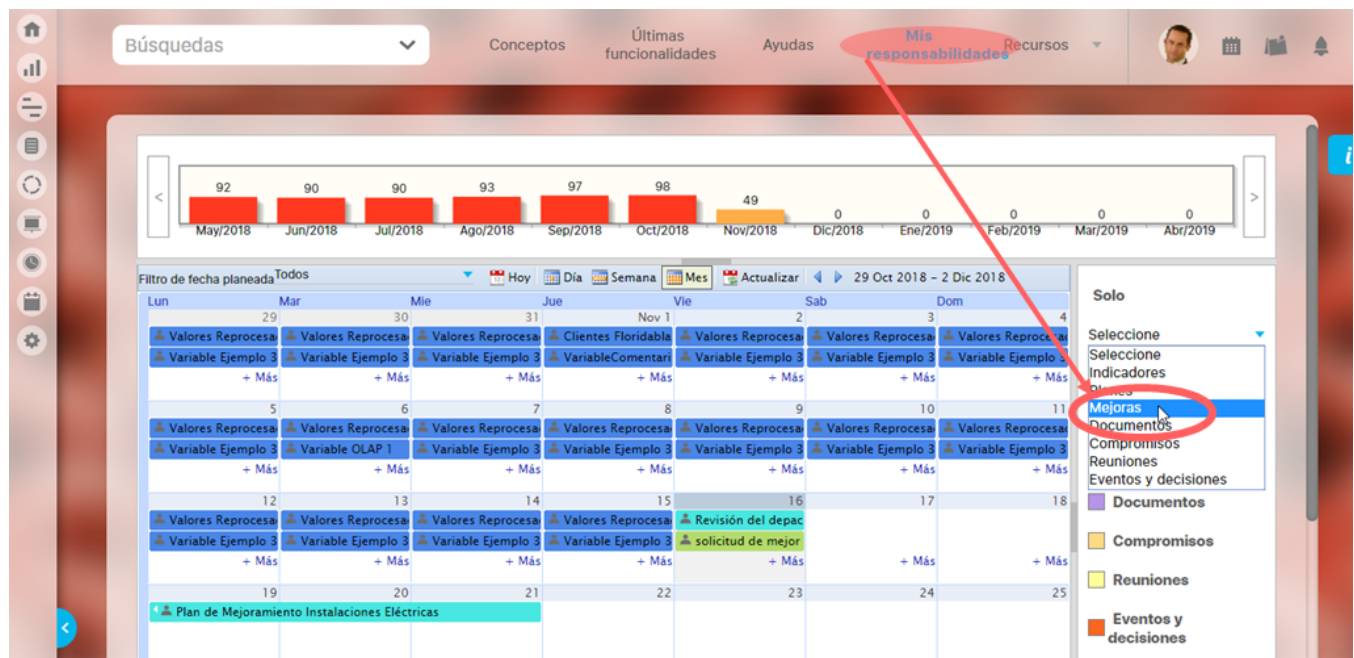 Búsquedas
Conceptos
Últimas
funcionalidades
Ayudas
Mis
responsabilidades
Recursos
i
<
92 90 90 93 97 98 49 0 0 0 0 0
May/2018 Jun/2018 Jul/2018 Ago/2018 Sep/2018 Oct/2018 Nov/2018 Dic/2018 Ene/2019 Feb/2019 Mar/2019 Abr/2019
>
Filtro de fecha planeada Todos Hoy Día Semana Mes Actualizar 29 Oct 2018 – 2 Dic 2018
Lun Mar Mie Jue Vie Sab Dom
29 30 31 Nov 1 2 3 4
Valores Reprocesa Valores Reprocesa Valores Reprocesa Clientes Floridabla Valores Reprocesa Valores Reprocesa Valores Reprocesa
Variable Ejemplo 3 Variable Ejemplo 3 Variable Ejemplo 3 VariableComentari Variable Ejemplo 3 Variable Ejemplo 3 Variable Ejemplo 3
+ Más + Más + Más + Más + Más + Más + Más
5 6 7 8 9 10 11
Valores Reprocesa Valores Reprocesa Valores Reprocesa Valores Reprocesa Valores Reprocesa Valores Reprocesa Valores Reprocesa
Variable Ejemplo 3 Variable OLAP 1 Variable Ejemplo 3 Variable Ejemplo 3 Variable Ejemplo 3 Variable Ejemplo 3 Variable Ejemplo 3
+ Más + Más + Más + Más + Más + Más + Más
12 13 14 15 16 17 18
Valores Reprocesa Valores Reprocesa Valores Reprocesa Valores Reprocesa Revisión del depac
Variable Ejemplo 3 Variable Ejemplo 3 Variable Ejemplo 3 Variable Ejemplo 3 solicitud de mejor
+ Más + Más + Más + Más + Más + Más + Más
19 20 21 22 23 24 25
Plan de Mejoramiento Instalaciones Eléctricas
Solo
Seleccione
Seleccione
Indicadores
Planes
Mejoras
Documentos
Compromisos
Reuniones
Eventos y decisiones
Documentos
Compromisos
Reuniones
Eventos y
decisiones
<